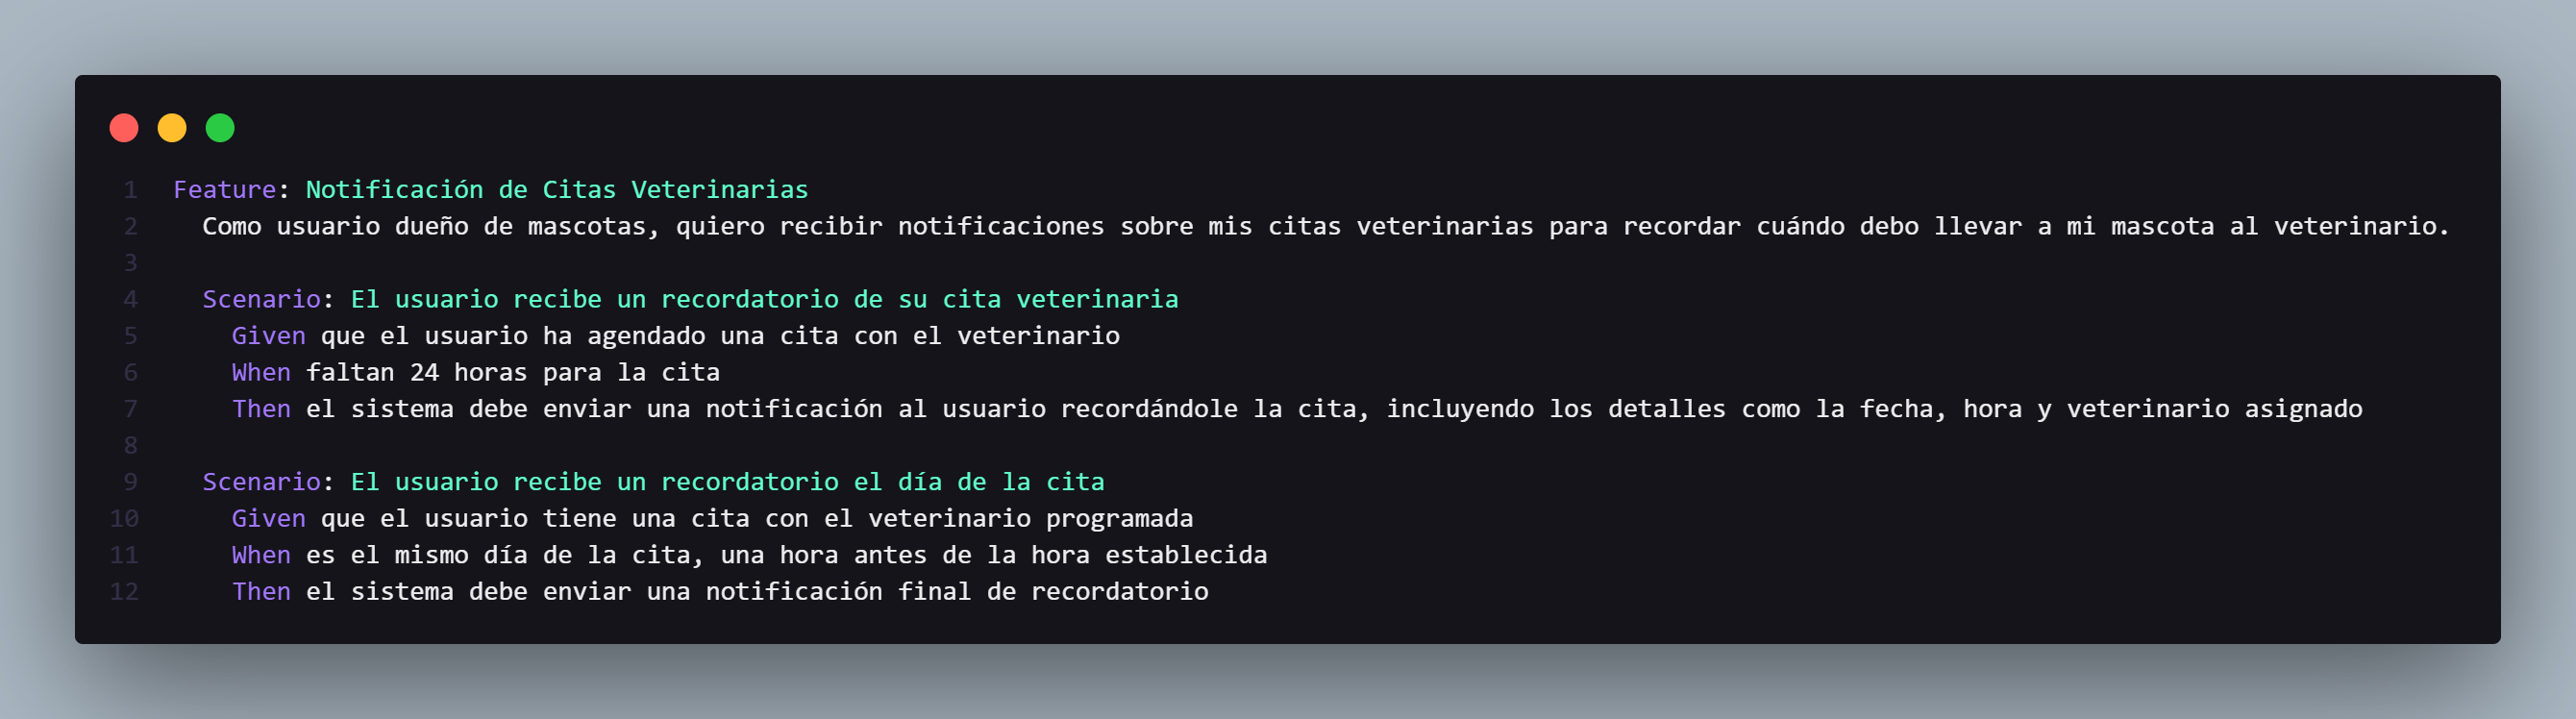 1 Feature: Notificación de Citas Veterinarias
2 Como usuario dueño de mascotas, quiero recibir notificaciones sobre mis citas veterinarias para recordar cuándo debo llevar a mi mascota al veterinario.
3
4 Scenario: El usuario recibe un recordatorio de su cita veterinaria
5 Given que el usuario ha agendado una cita con el veterinario
6 When faltan 24 horas para la cita
7 Then el sistema debe enviar una notificación al usuario recordándole la cita, incluyendo los detalles como la fecha, hora y veterinario asignado
8
9 Scenario: El usuario recibe un recordatorio el día de la cita
10 Given que el usuario tiene una cita con el veterinario programada
11 When es el mismo día de la cita, una hora antes de la hora establecida
12 Then el sistema debe enviar una notificación final de recordatorio